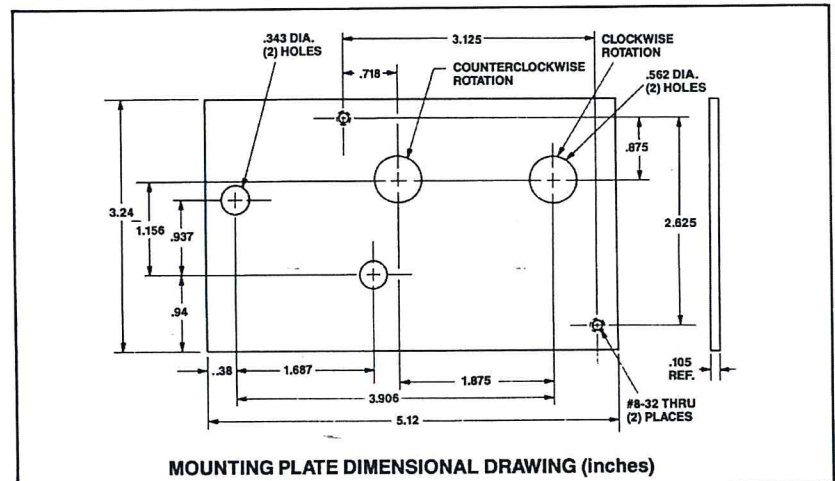 .343 DIA.
(2) HOLES
3.125
CLOCKWISE
ROTATION
.718
COUNTERCLOCKWISE
ROTATION
.562 DIA.
(2) HOLES
.875
3.24
1.156
.937
2.625
.94
.38
1.687
1.875
.105
REF.
3.906
#8-32 THRU
(2) PLACES
5.12
MOUNTING PLATE DIMENSIONAL DRAWING (inches)